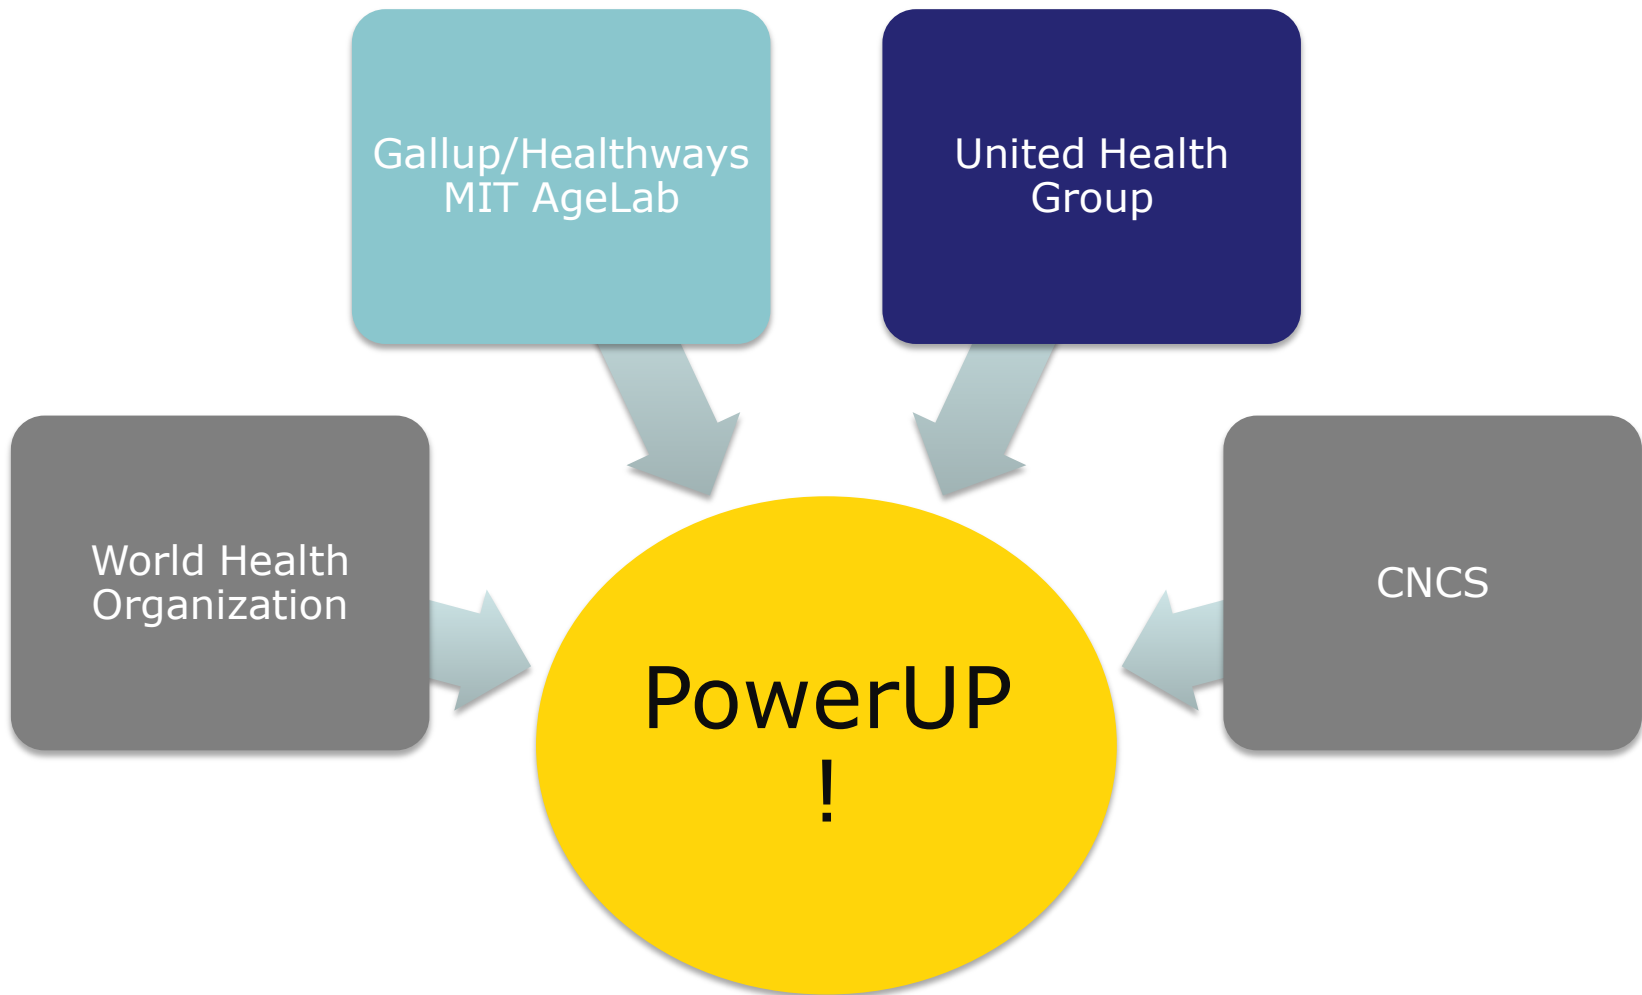 Gallup/Healthways
MIT AgeLab
United Health
Group
World Health
Organization
CNCS
PowerUP
!